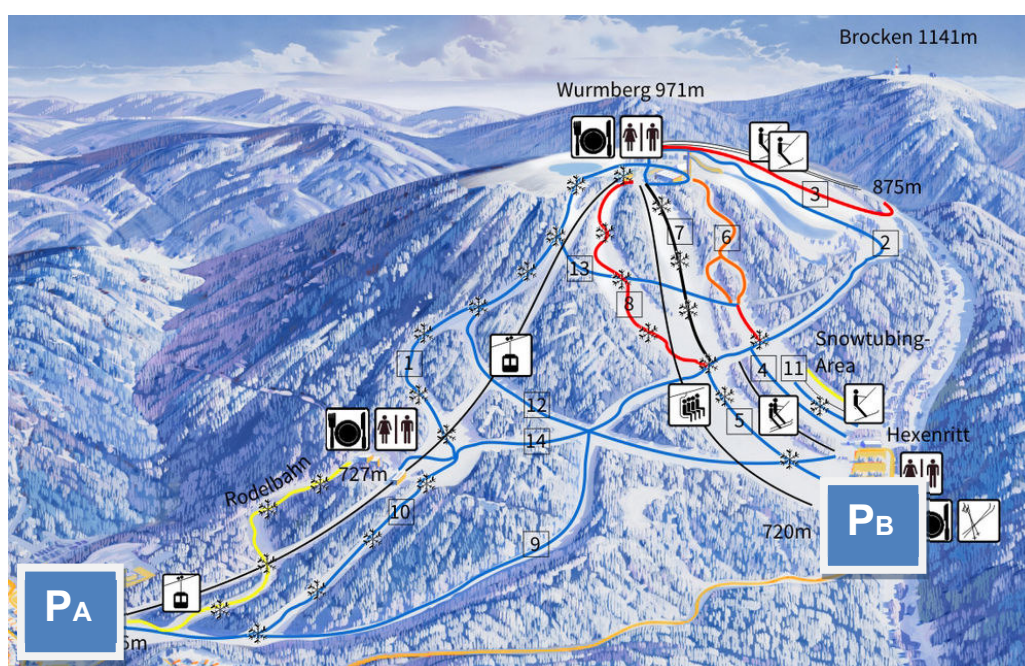 Brocken 1141m
Wurmberg 971m
875m
3
7
6
2
13
8
Snowtubing-
Area
1
4
11
12
5
14
Hexenritt
727m
Rodelbahn
10
9
720m
PB
PA